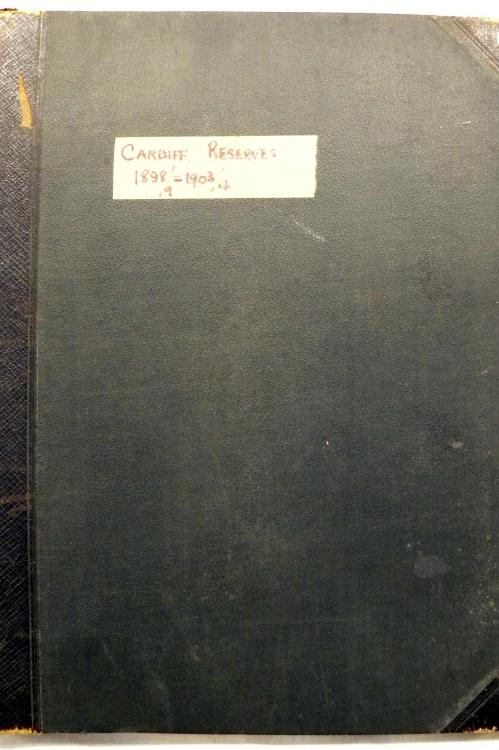 CARDIFF RESERVES
1898/-1903/
,9 ,4